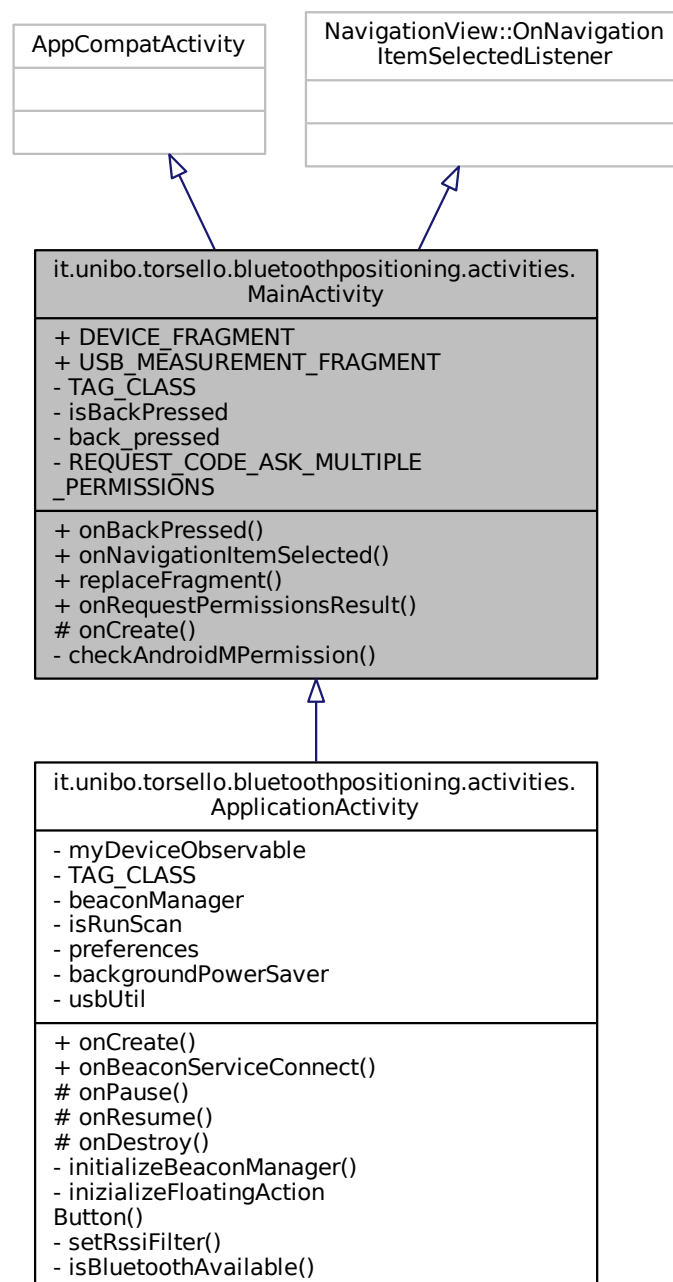 AppCompatActivity
NavigationView::OnNavigation
ItemSelectedListener
it.unibo.torsello.bluetoothpositioning.activities.
MainActivity
+ DEVICE_FRAGMENT
+ USB_MEASUREMENT_FRAGMENT
- TAG_CLASS
- isBackPressed
- back_pressed
- REQUEST_CODE_ASK_MULTIPLE
_PERMISSIONS
+ onBackPressed()
+ onNavigationItemSelected()
+ replaceFragment()
+ onRequestPermissionsResult()
# onCreate()
- checkAndroidMPermission()
it.unibo.torsello.bluetoothpositioning.activities.
ApplicationActivity
- myDeviceObservable
- TAG_CLASS
- beaconManager
- isRunScan
- preferences
- backgroundPowerSaver
- usbUtil
+ onCreate()
+ onBeaconServiceConnect()
# onPause()
# onResume()
# onDestroy()
- initializeBeaconManager()
- inizializeFloatingAction
Button()
- setRssiFilter()
- isBluetoothAvailable()